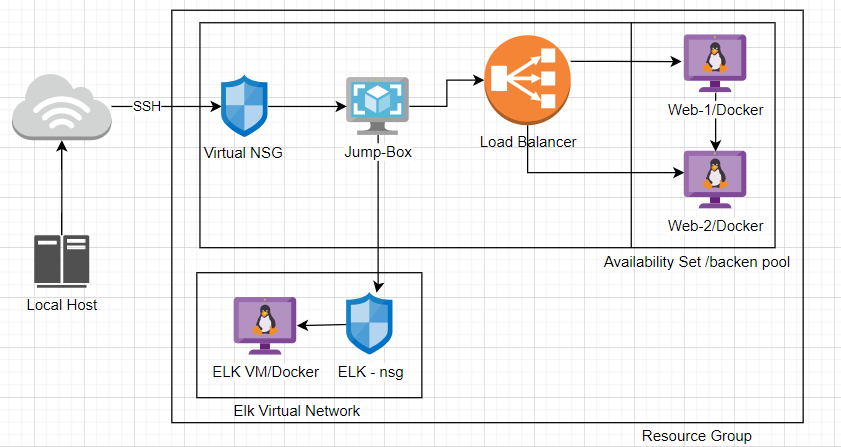 SSH
Virtual NSG
Jump-Box
Load Balancer
Web-1/Docker
Web-2/Docker
Availability Set /backen pool
Local Host
ELK VM/Docker
ELK - nsg
Elk Virtual Network
Resource Group